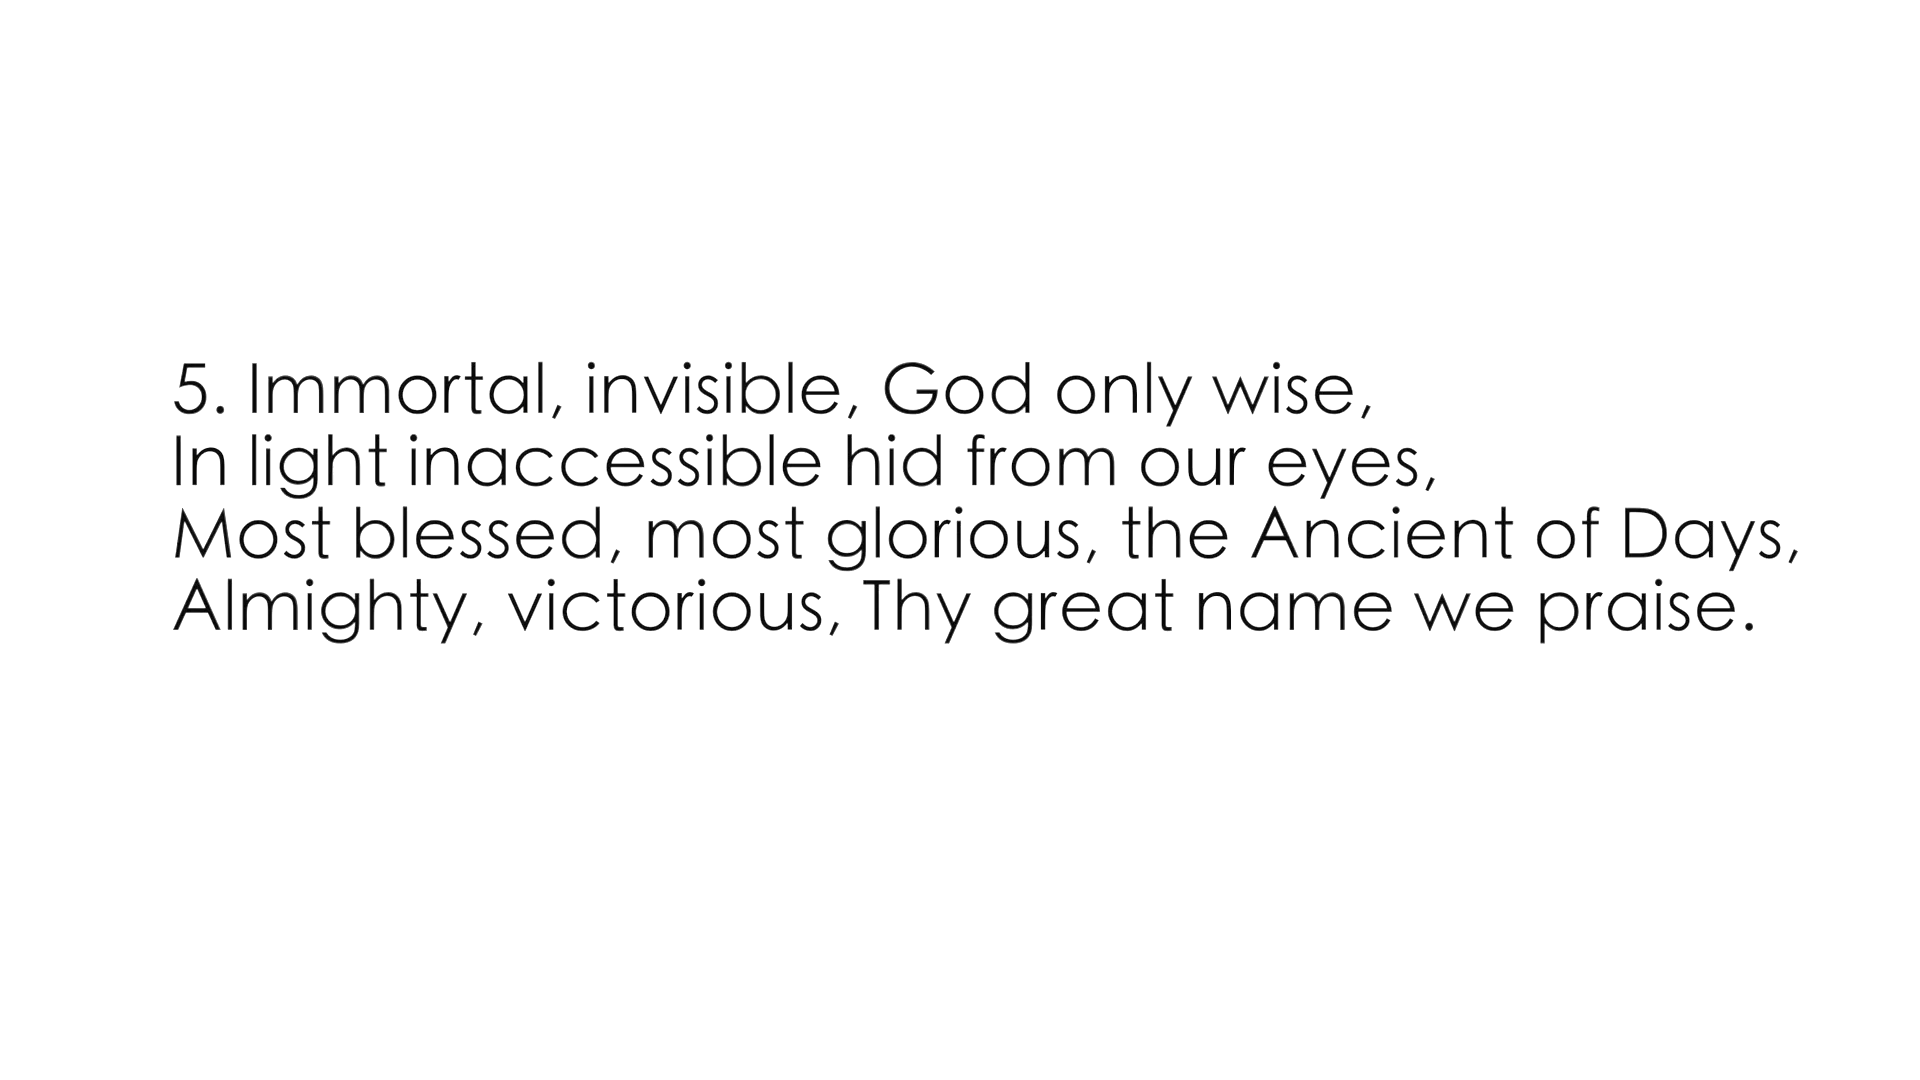 5. Immortal, invisible, God only wise,
In light inaccessible hid from our eyes,
Most blessed, most glorious, the Ancient of Days,
Almighty, victorious, Thy great name we praise.